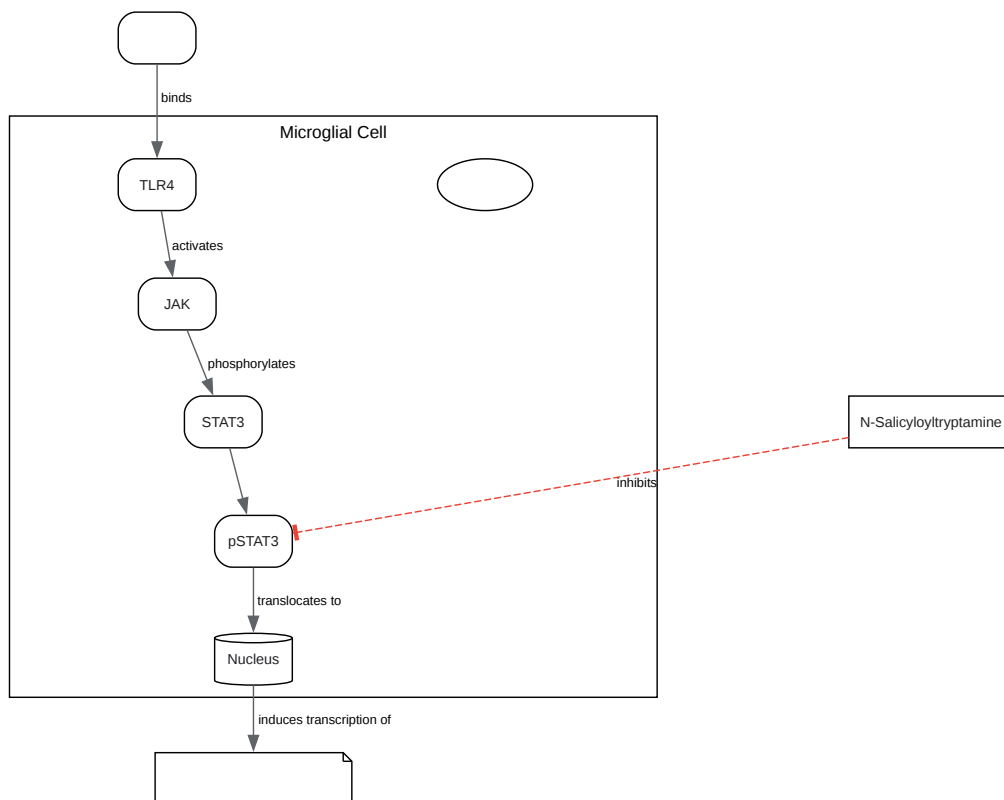 binds
Microglial Cell
TLR4
activates
JAK
phosphorylates
STAT3
N-Salicyloyltryptamine
inhibits
pSTAT3
translocates to
Nucleus
induces transcription of